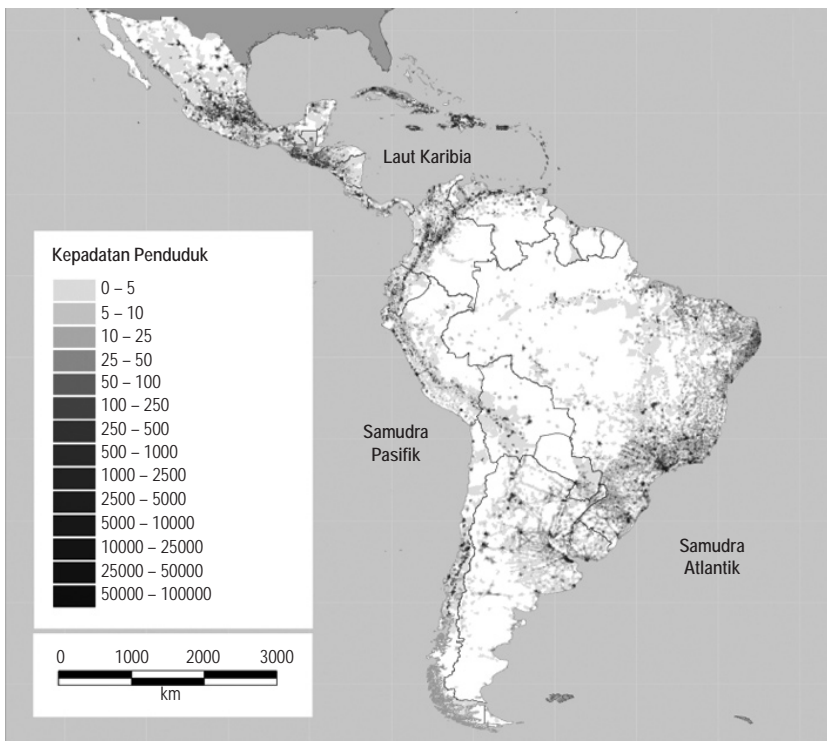 Laut Karibia
Kepadatan Penduduk
0 – 5
5 – 10
10 – 25
25 – 50
50 – 100
100 – 250
250 – 500
500 – 1000
1000 – 2500
2500 – 5000
5000 – 10000
10000 – 25000
25000 – 50000
50000 – 100000
Samudra
Pasifik
Samudra
Atlantik
0 1000 2000 3000
km